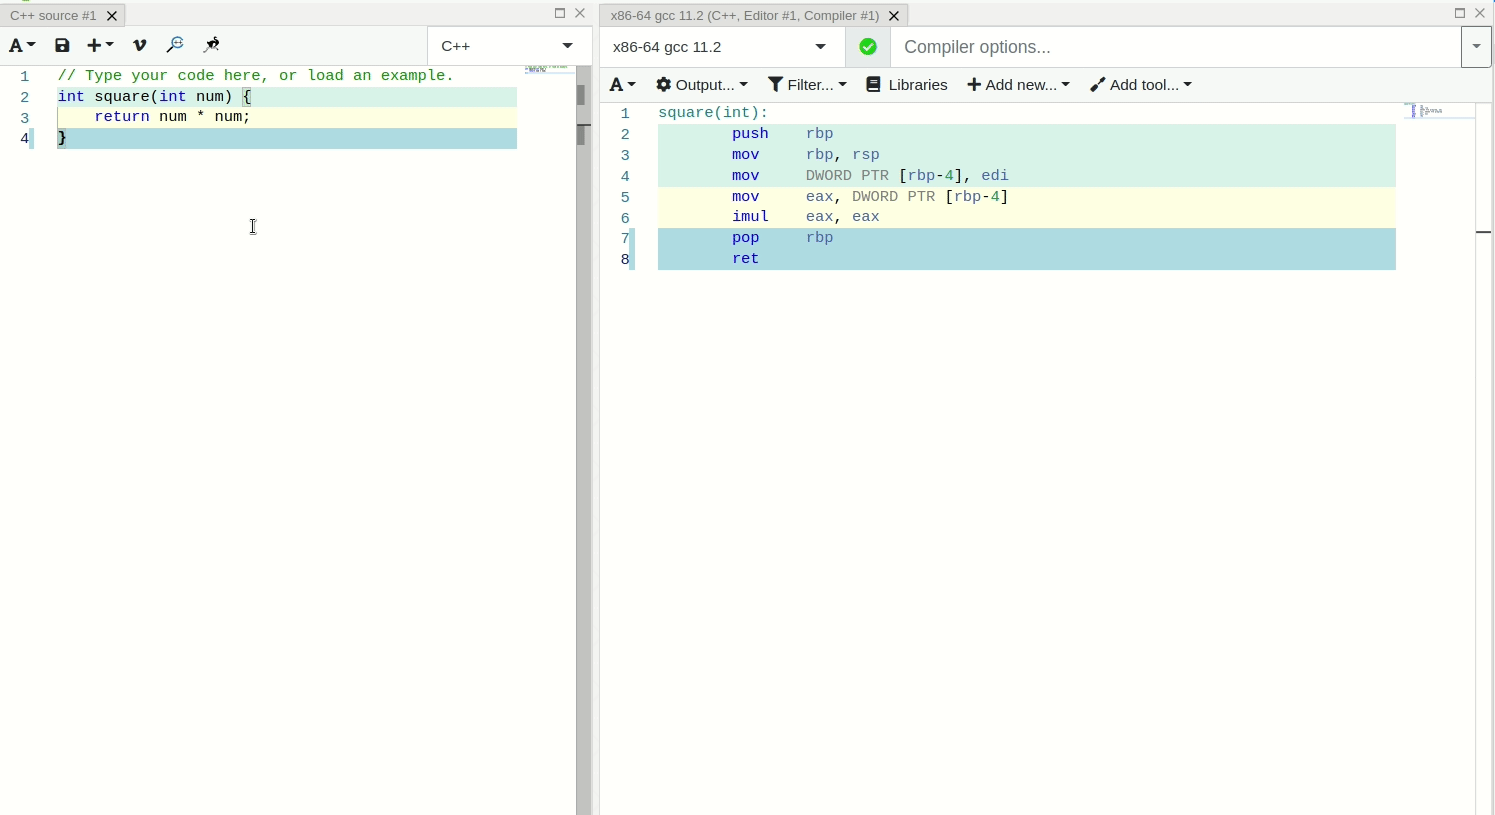 C++ source #1
A
C++
1 // Type your code here, or load an example.
2 int square(int num) {
3     return num * num;
4 }
x86-64 gcc 11.2 (C++, Editor #1, Compiler #1)
x86-64 gcc 11.2
Compiler options...
A Output... Filter... Libraries Add new... Add tool...
1 square(int):
2         push    rbp
3         mov     rbp, rsp
4         mov     DWORD PTR [rbp-4], edi
5         mov     eax, DWORD PTR [rbp-4]
6         imul    eax, eax
7         pop     rbp
8         ret